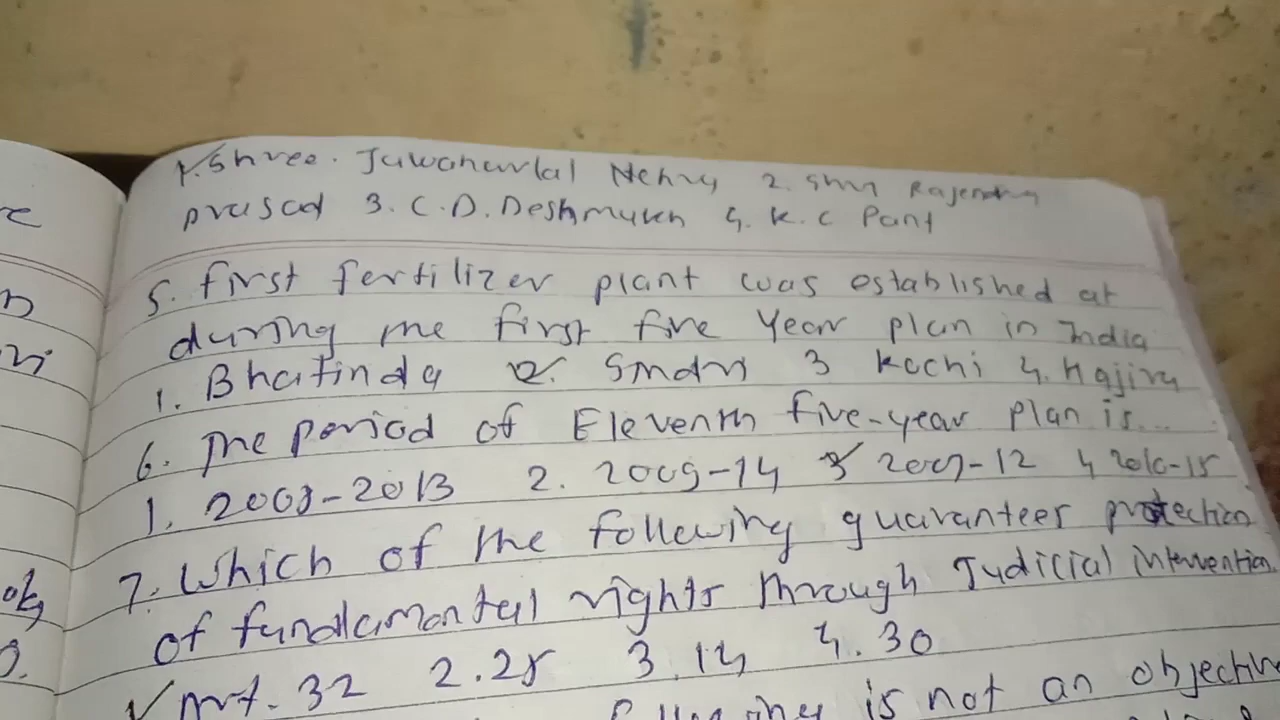 1. Shree. Juwaharlal Nehru 2. Shri Rajendra
prasad 3. C.D. Deshmukh 4. K.C Pant
5. first fertilizer plant was established at
during the first five Year plan in India
1. Bhatinda 2. Sindri 3 Kochi 4. Hajira
6. The period of Eleventh five-year plan is...
1. 2008-2013 2. 2009-14 3 2007-12 4 2010-15
7. Which of the following guarantees protection
of fundamental rights through Judicial intervention.
Art. 32 2. 25 3. 14 4. 30
is not an objective